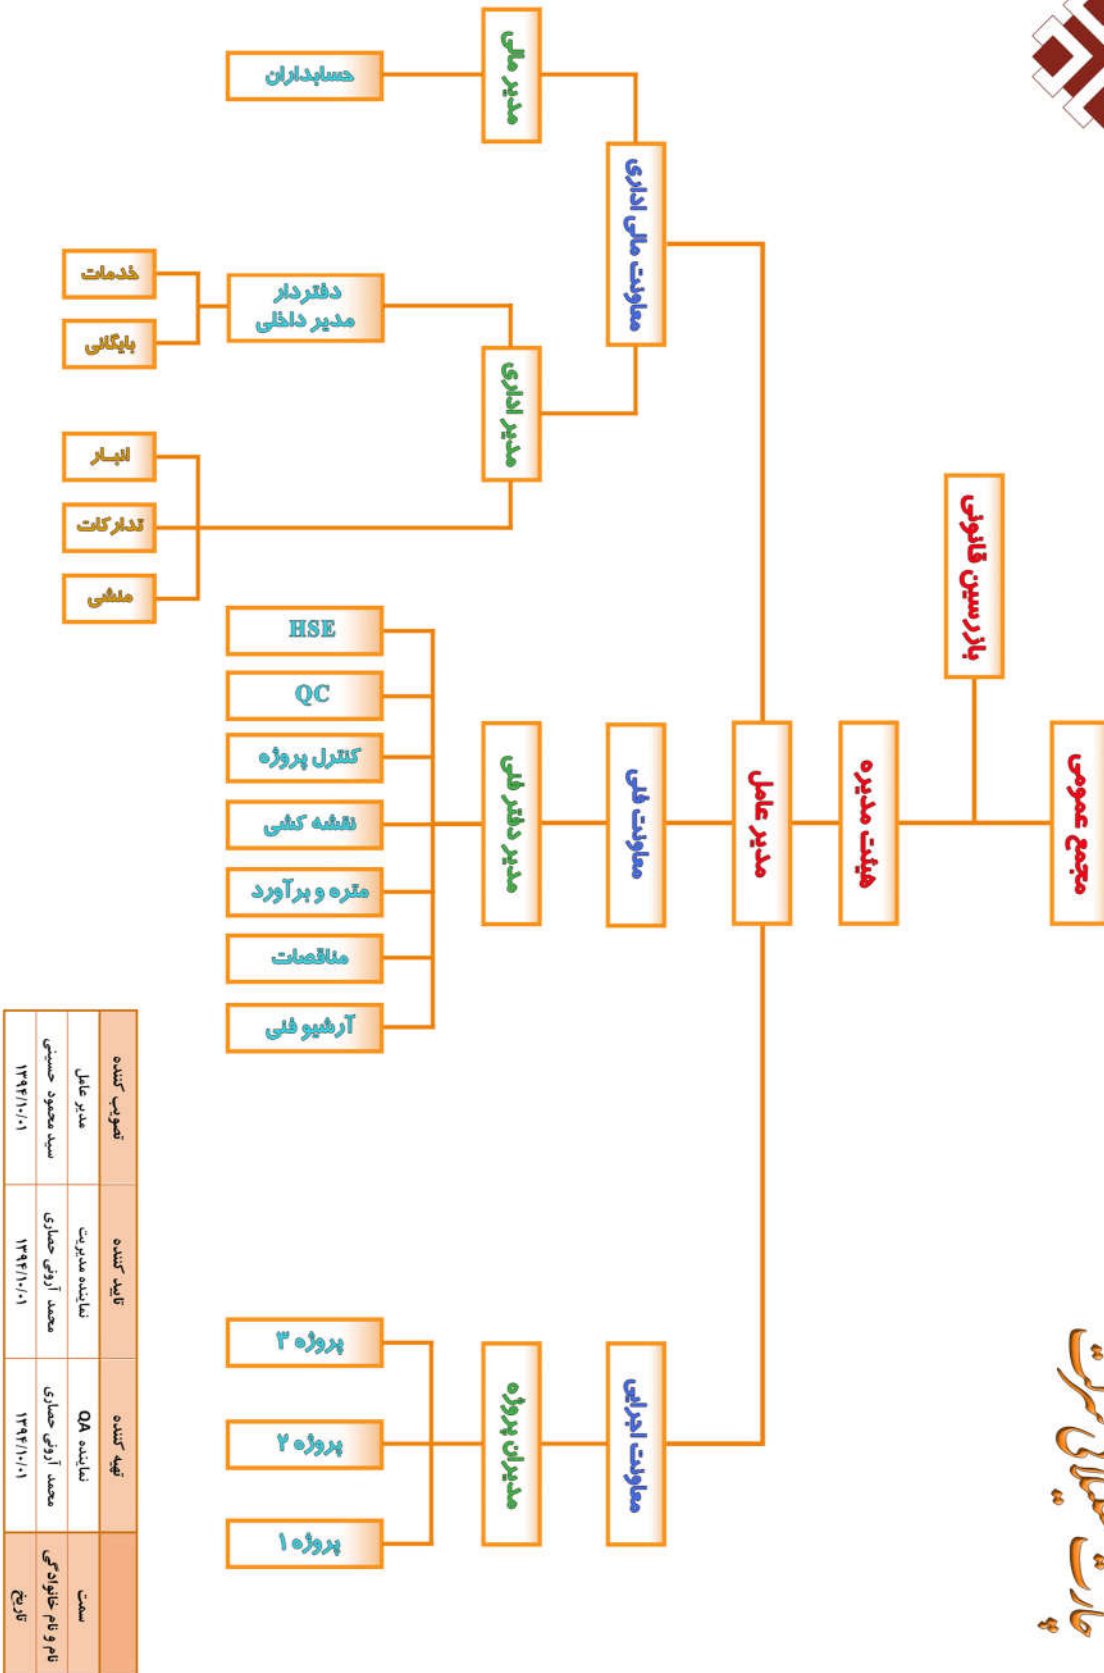 چارت سازمانی شرکت
مجمع عمومی
بازرسین قانونی
هیئت مدیره
مدیر عامل
معاونت اجرایی
معاونت فنی
معاونت مالی اداری
مدیران پروژه
مدیر دفتر فنی
مدیر اداری
مدیر مالی
پروژه ۱
پروژه ۲
پروژه ۳
آرشیو فنی
مناقصات
متره و برآورد
نقشه کشی
کنترل پروژه
QC
HSE
دفتردار
مدیر داخلی
حسابداران
منشی
تدارکات
انبـار
بایگانی
خدمات
تهیه کننده تایید کننده تصویب کننده
سمت نماینده QA نماینده مدیریت مدیر عامل
نام و نام خانوادگی محمد آرونی حصاری محمد آرونی حصاری سید محمود حسینی
تاریخ ۱۳۹۴/۱۰/۰۱ ۱۳۹۴/۱۰/۰۱ ۱۳۹۴/۱۰/۰۱